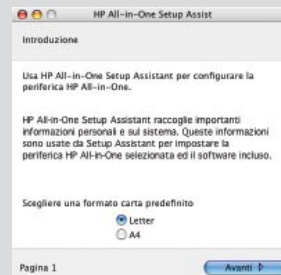 HP All-in-One Setup Assist
Introduzione
Usa HP All-in-One Setup Assistant per configurare la
periferica HP All-in-One.
HP All-in-One Setup Assistant raccoglie importanti
informazioni personali e sul sistema. Queste informazioni
sono usate da Setup Assistant per impostare la
periferica HP All-in-One selezionata ed il software incluso.
Scegliere una formato carta predefinito
Letter
A4
Pagina 1
Avanti